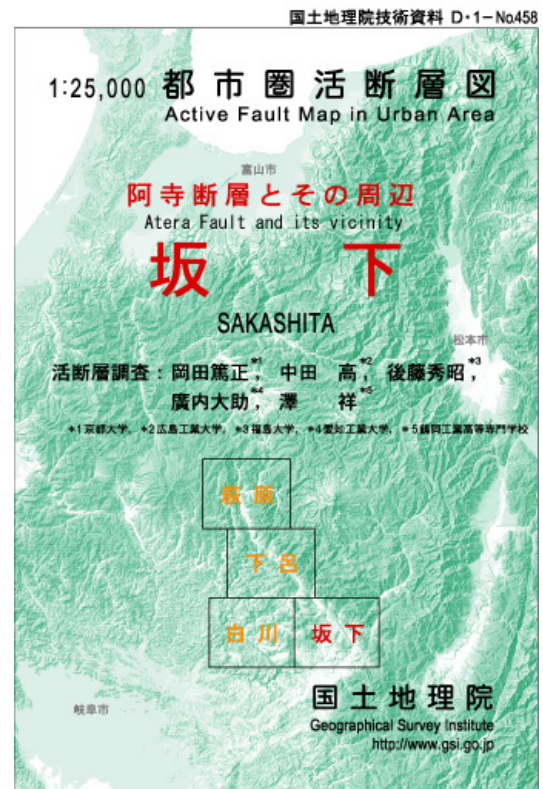 国土地理院技術資料 D・1-No.458
1:25,000 都市圏活断層図
Active Fault Map in Urban Area
富山市
阿寺断層とその周辺
Atera Fault and its vicinity
坂 下
SAKASHITA
松本市
活断層調査：岡田篤正*1, 中田 高*2, 後藤秀昭*3,
廣内大助*4, 澤 祥*5
*1京都大学, *2広島工業大学, *3福島大学, *4愛知工業大学, *5鶴岡工業高等専門学校
萩原
下呂
白川 坂下
岐阜市
国土地理院
Geographical Survey Institute
http://www.gsi.go.jp